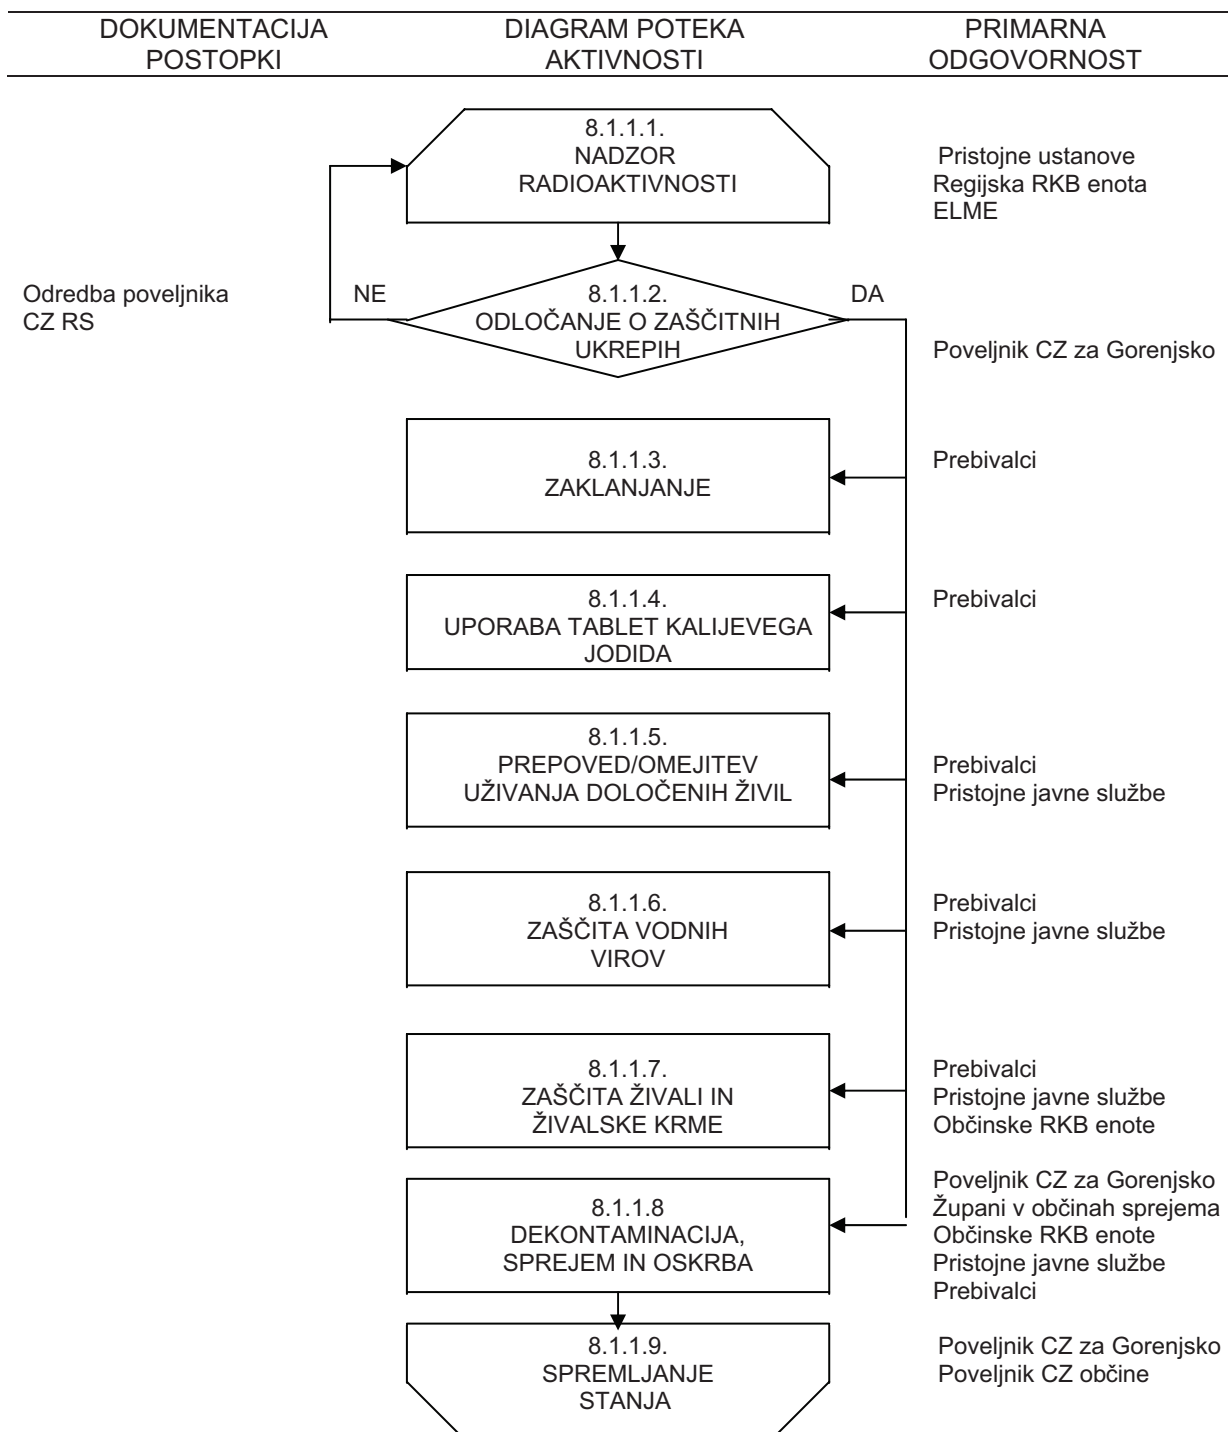 DOKUMENTACIJA
POSTOPKI
DIAGRAM POTEKA
AKTIVNOSTI
PRIMARNA
ODGOVORNOST
8.1.1.1.
NADZOR
RADIOAKTIVNOSTI
Pristojne ustanove
Regijska RKB enota
ELME
Odredba poveljnika
CZ RS
NE
8.1.1.2.
ODLOČANJE O ZAŠČITNIH
UKREPIH
DA
Poveljnik CZ za Gorenjsko
8.1.1.3.
ZAKLANJANJE
Prebivalci
8.1.1.4.
UPORABA TABLET KALIJEVEGA
JODIDA
Prebivalci
8.1.1.5.
PREPOVED/OMEJITEV
UŽIVANJA DOLOČENIH ŽIVIL
Prebivalci
Pristojne javne službe
8.1.1.6.
ZAŠČITA VODNIH
VIROV
Prebivalci
Pristojne javne službe
8.1.1.7.
ZAŠČITA ŽIVALI IN
ŽIVALSKE KRME
Prebivalci
Pristojne javne službe
Občinske RKB enote
8.1.1.8
DEKONTAMINACIJA,
SPREJEM IN OSKRBA
Poveljnik CZ za Gorenjsko
Župani v občinah sprejema
Občinske RKB enote
Pristojne javne službe
Prebivalci
8.1.1.9.
SPREMLJANJE
STANJA
Poveljnik CZ za Gorenjsko
Poveljnik CZ občine